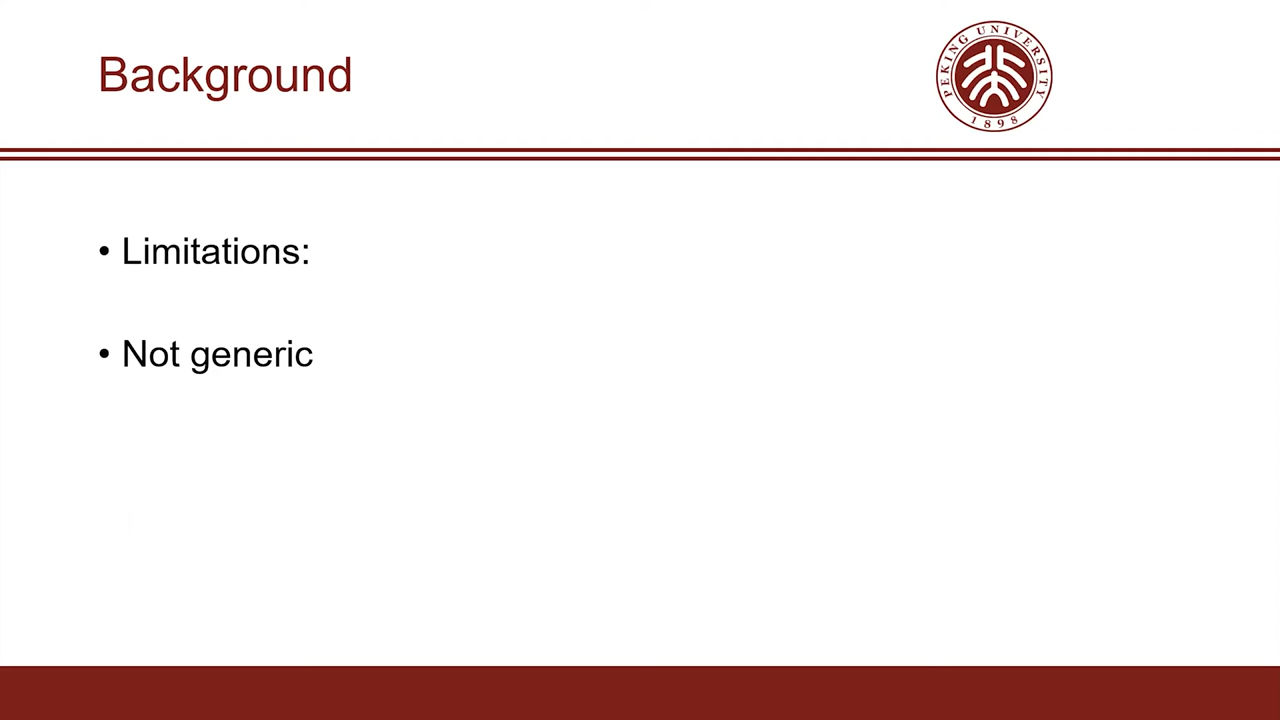 Background
PEKING UNIVERSITY
1898
• Limitations:
• Not generic